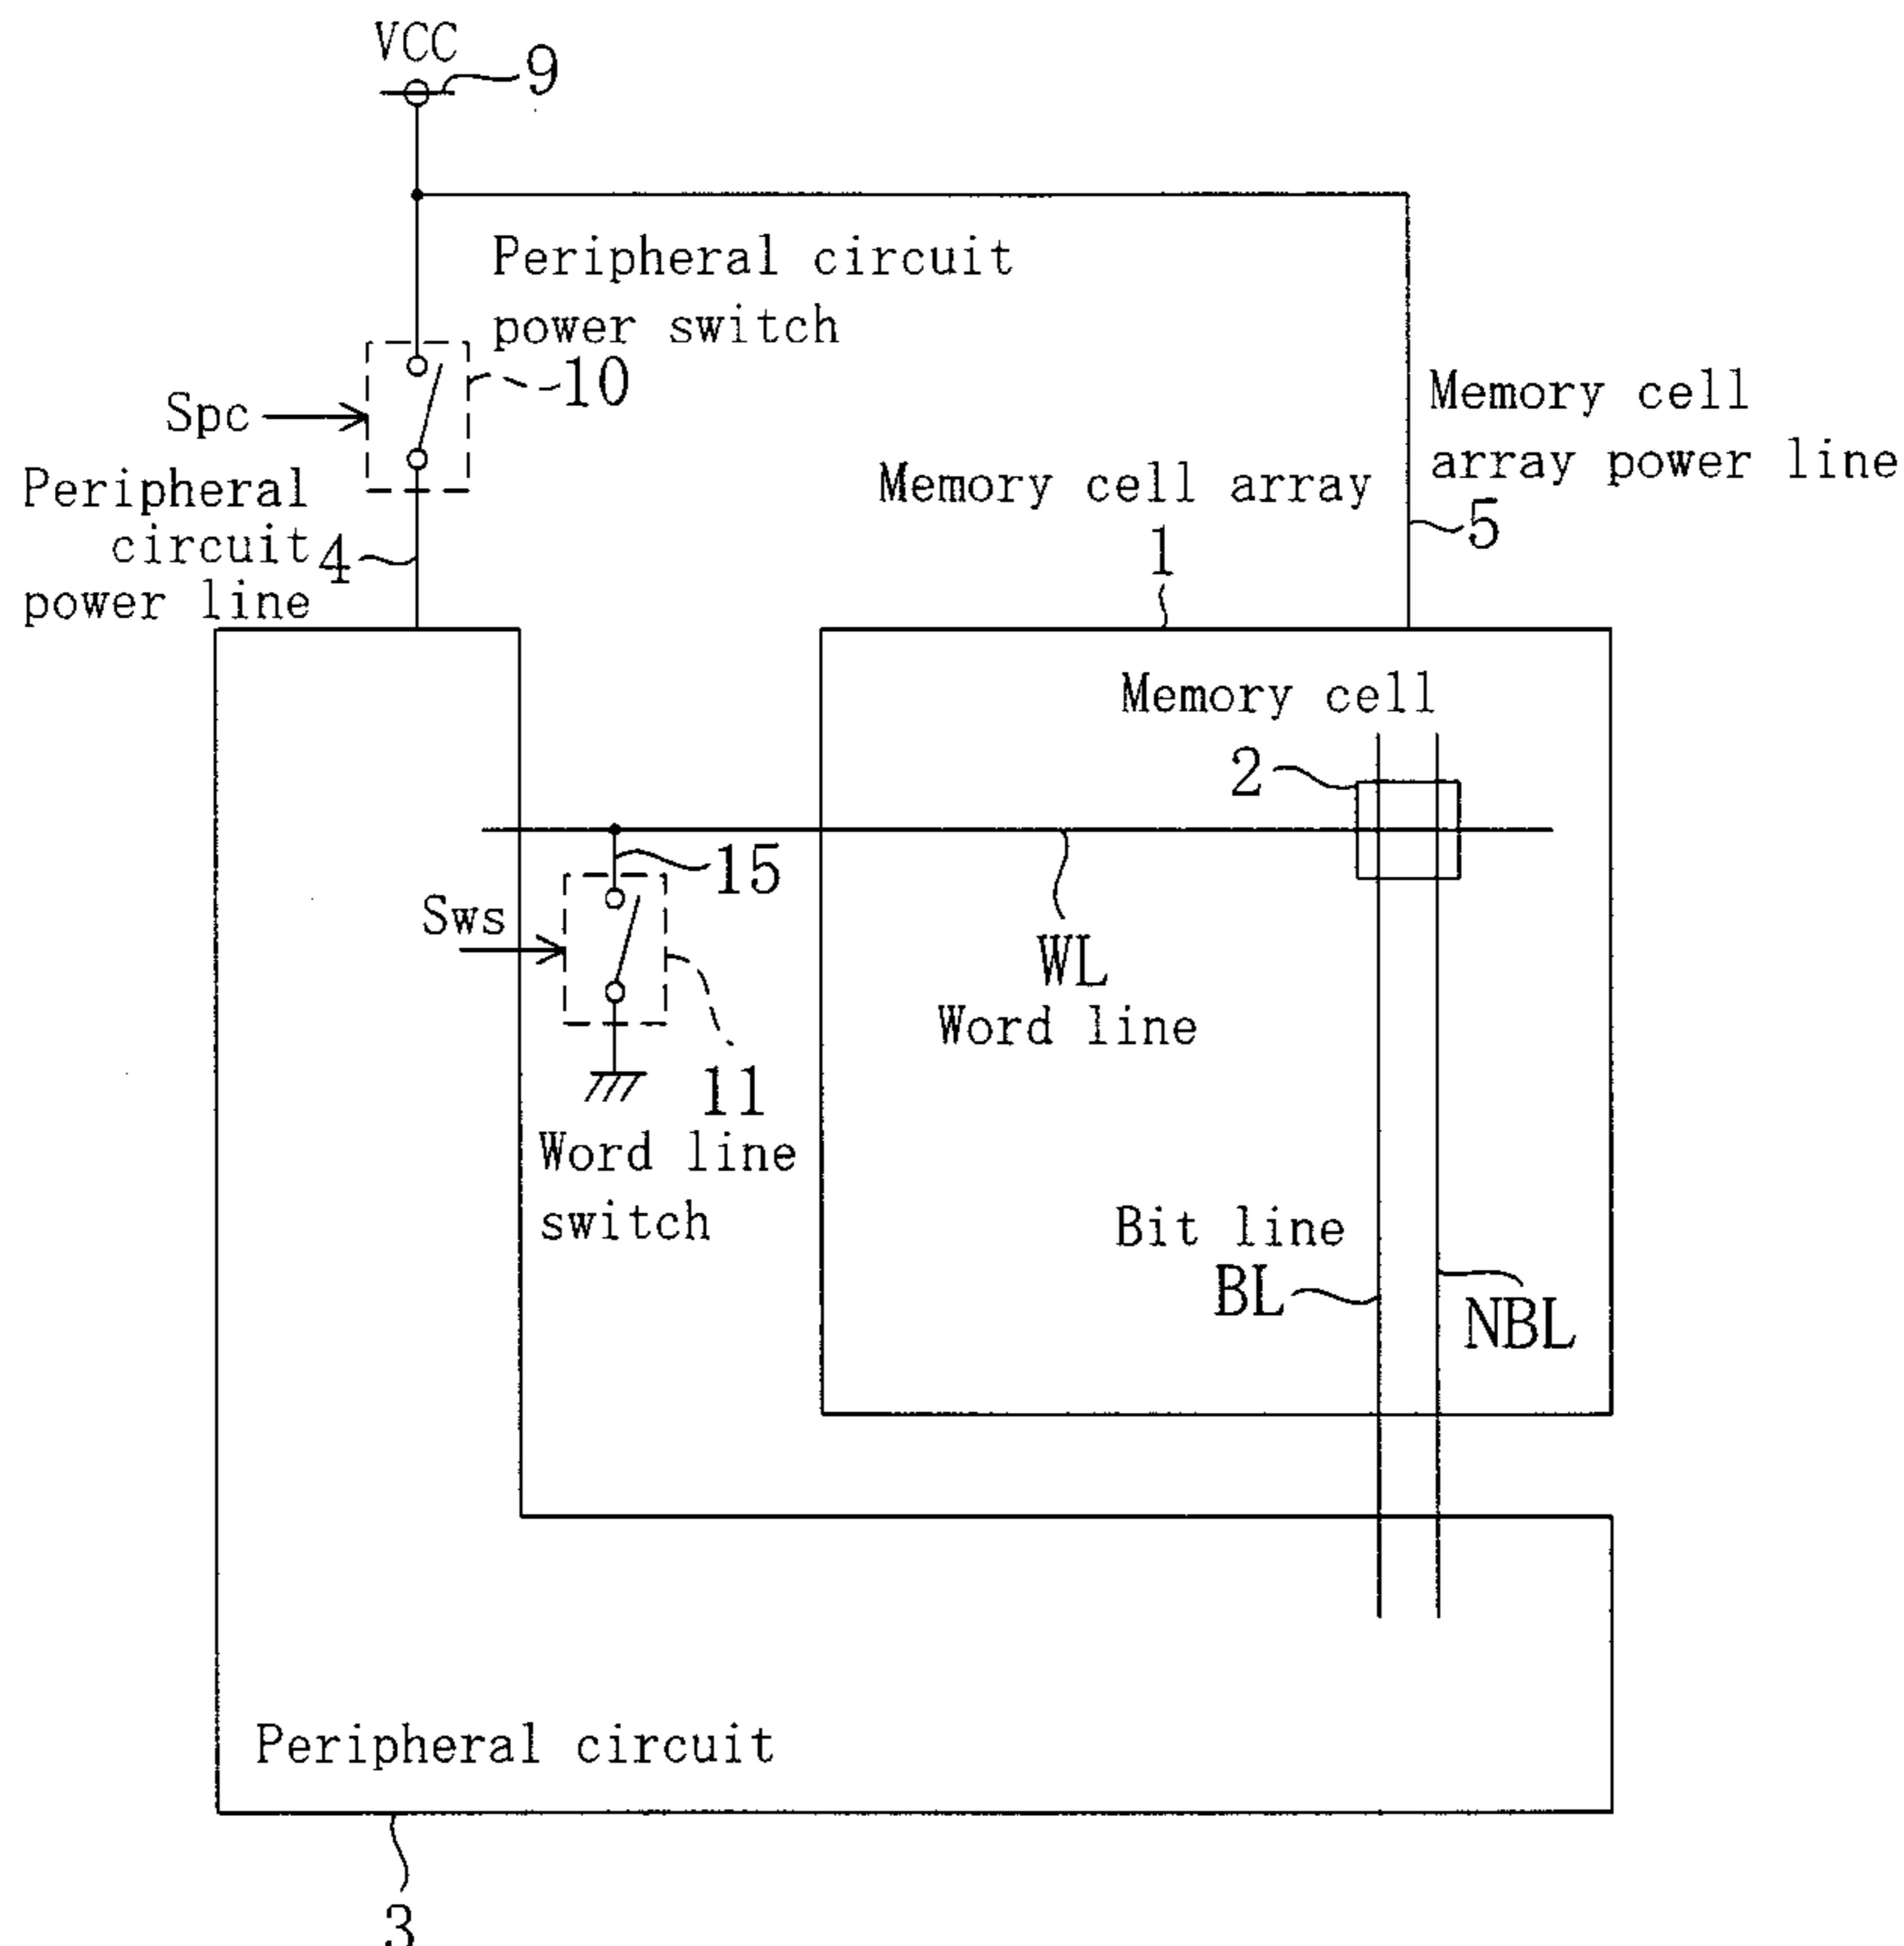 VCC
9
Peripheral circuit
power switch
10
Spc
Peripheral
circuit
power line
4
Memory cell
array power line
5
Memory cell array
1
Memory cell
2
15
Sws
WL
Word line
11
Word line
switch
Bit line
BL
NBL
Peripheral circuit
3